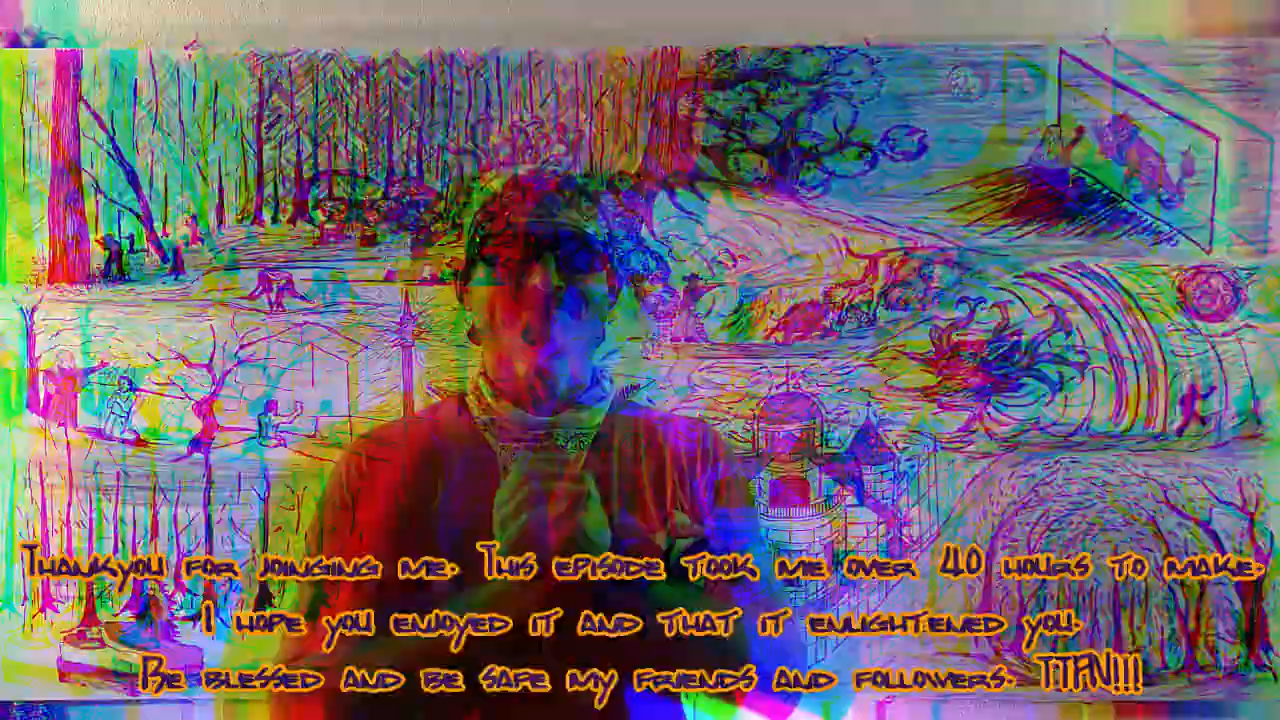 Thankyou for joinging me. This episode took me over 40 hours to make.
I hope you enjoyed it and that it enlightened you.
Be blessed and be safe my friends and followers. TTFN!!!